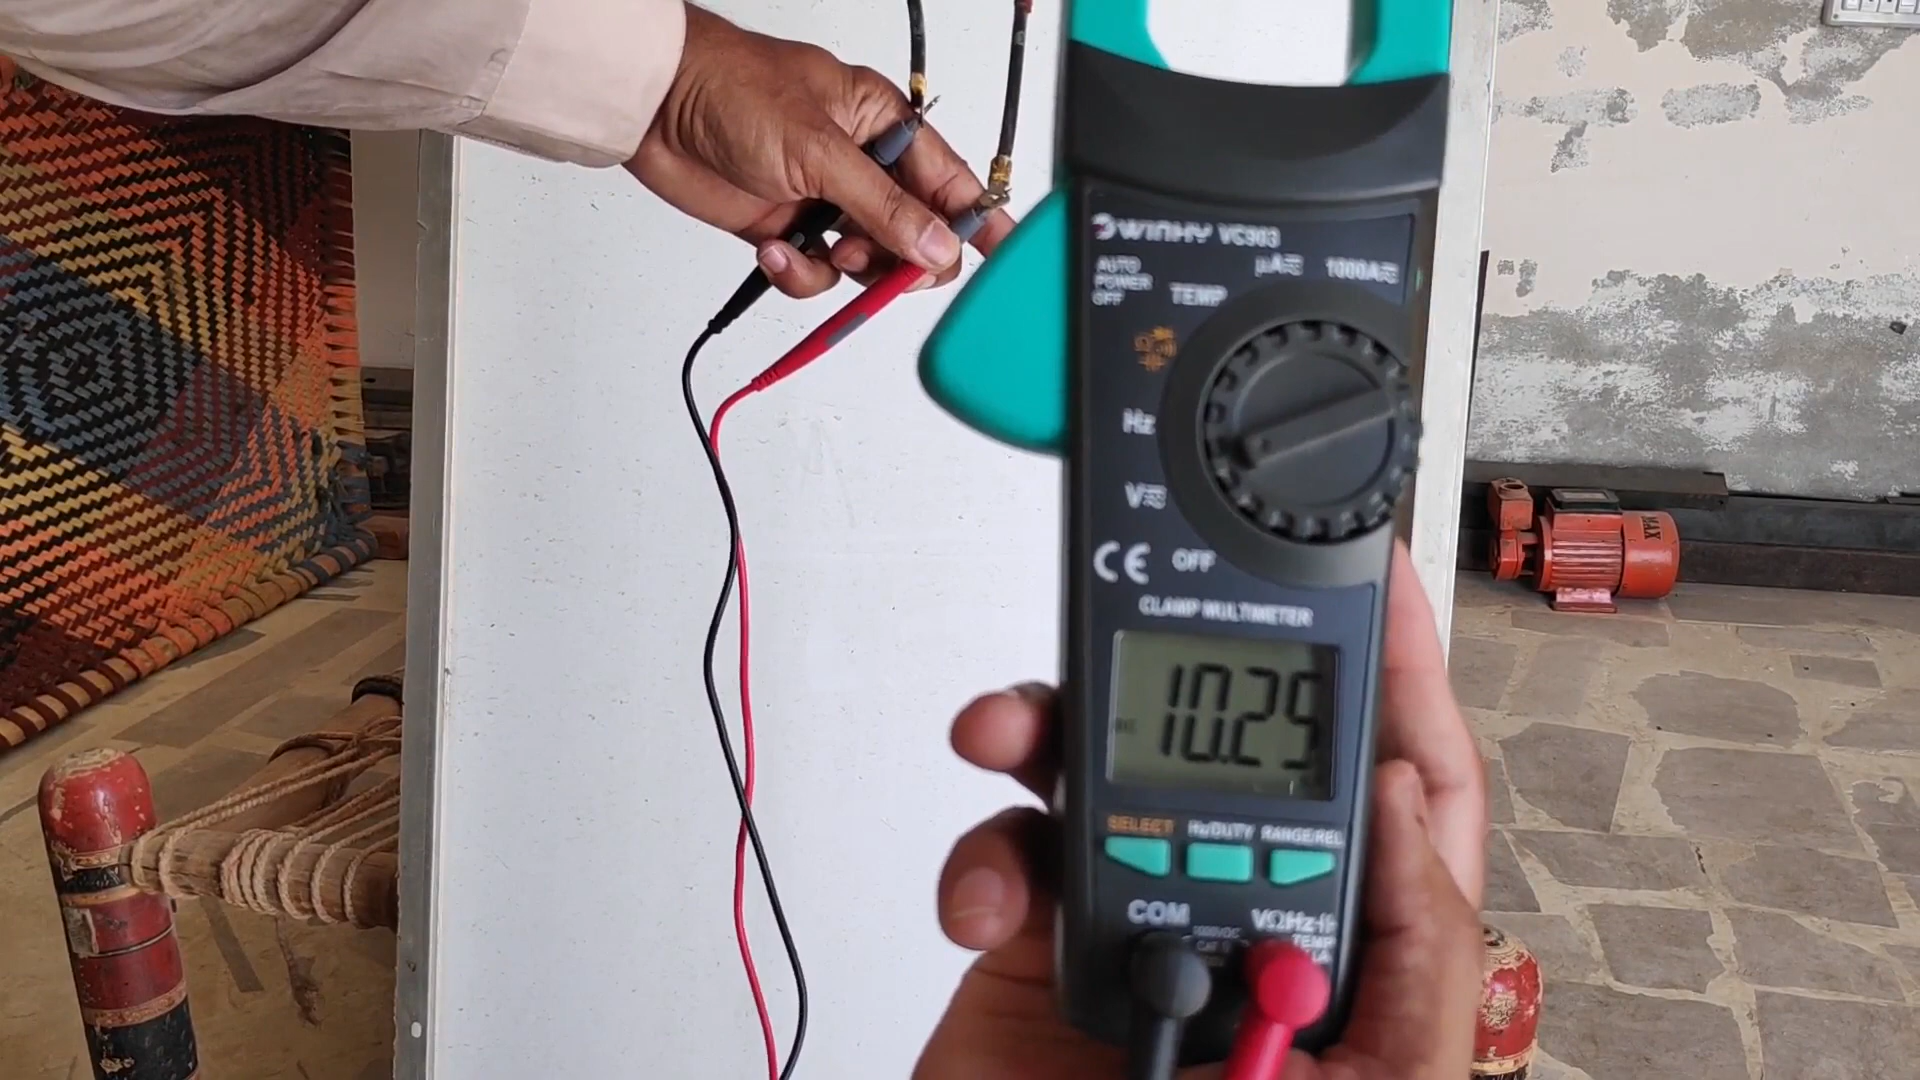 WINHY VC903
AUTO
POWER
OFF
TEMP
µA
1000A
Hz
V
CE
OFF
CLAMP MULTIMETER
10.25
SELECT
Hz/DUTY
RANGE/REL
COM
VΩHz
TEMP
MAX